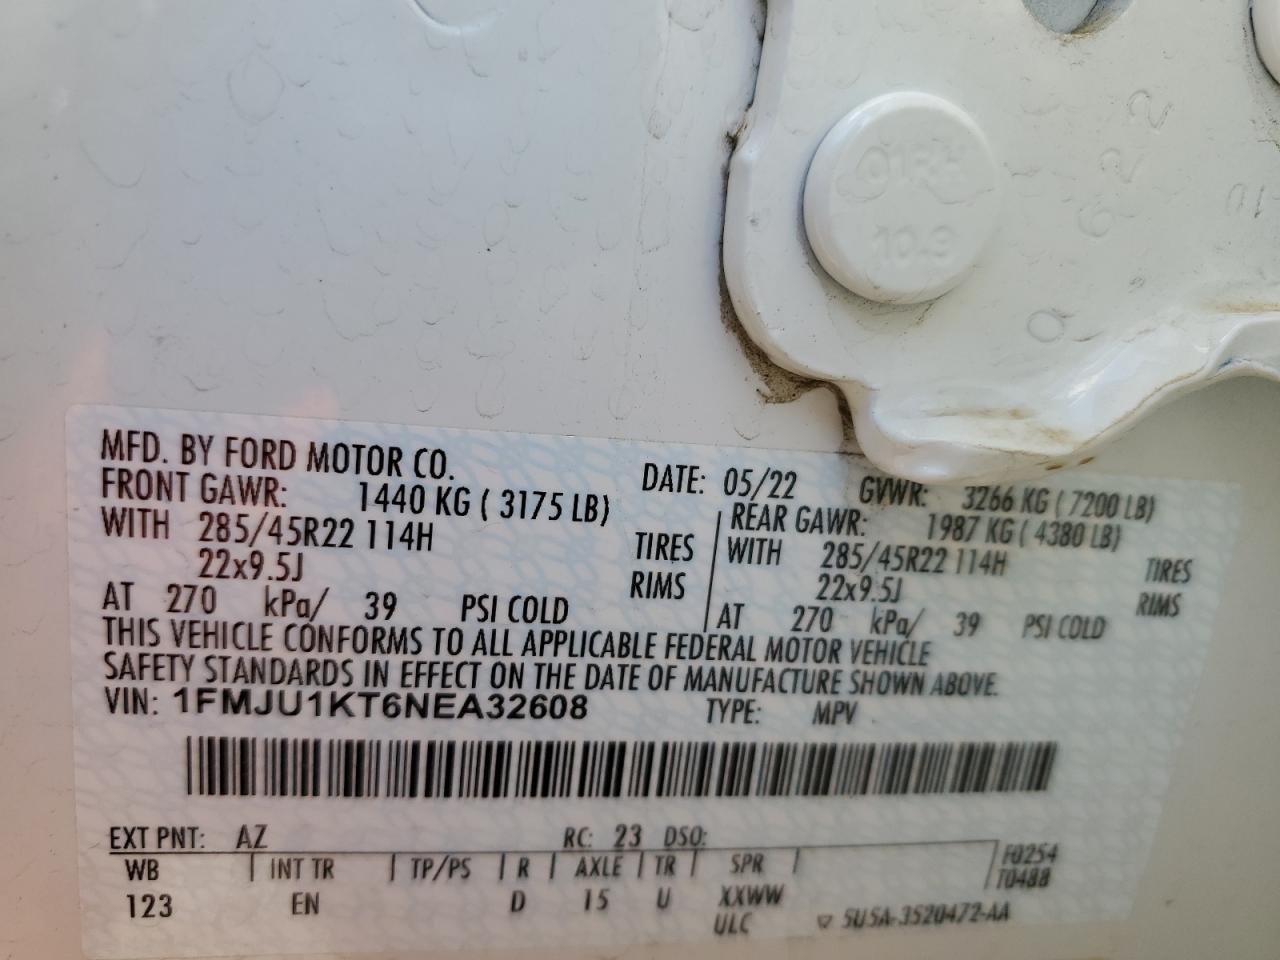 01RH
10.9
MFD. BY FORD MOTOR CO.
DATE: 05/22 GVWR: 3266 KG ( 7200 LB)
FRONT GAWR: 1440 KG ( 3175 LB)
WITH 285/45R22 114H TIRES
22x9.5J RIMS
AT 270 kPa/ 39 PSI COLD
REAR GAWR: 1987 KG ( 4380 LB)
WITH 285/45R22 114H TIRES
22x9.5J RIMS
AT 270 kPa/ 39 PSI COLD
THIS VEHICLE CONFORMS TO ALL APPLICABLE FEDERAL MOTOR VEHICLE
SAFETY STANDARDS IN EFFECT ON THE DATE OF MANUFACTURE SHOWN ABOVE.
VIN: 1FMJU1KT6NEA32608 TYPE: MPV
EXT PNT: AZ RC: 23 DSO:
WB INT TR TP/PS R AXLE TR SPR F0254
T0488
123 EN D 15 U XXWW
ULC 5U5A-3520472-AA